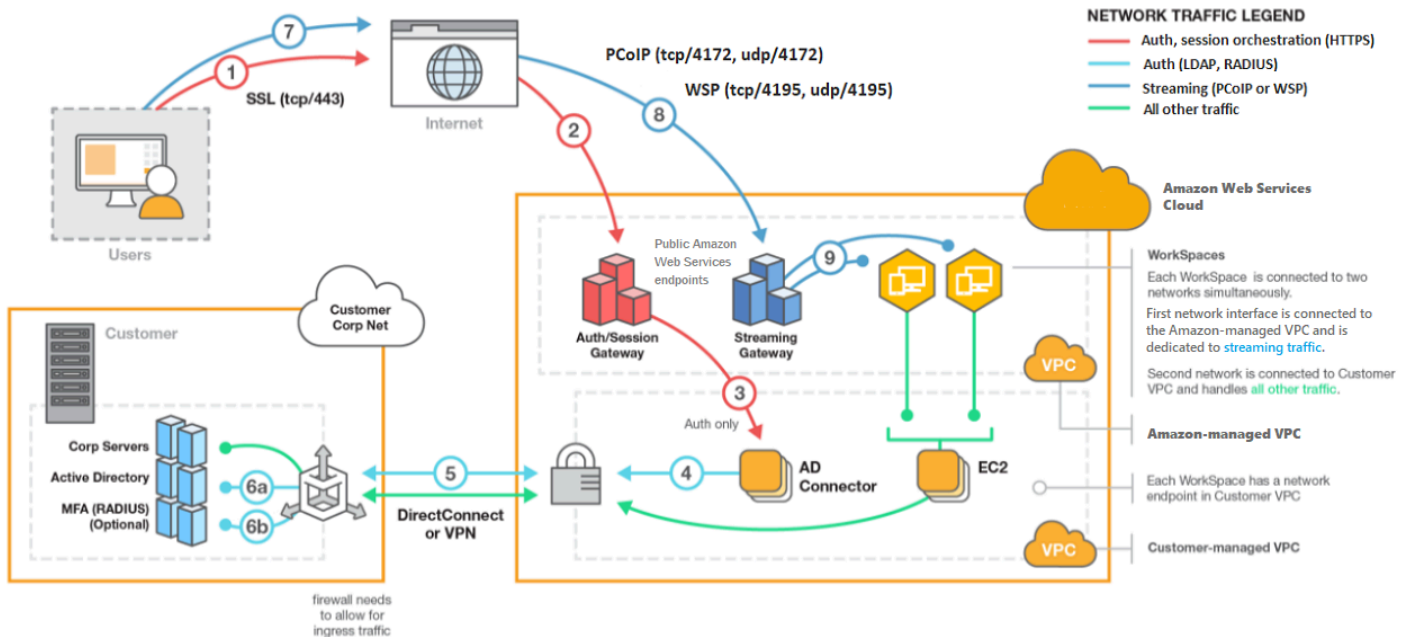 NETWORK TRAFFIC LEGEND
Auth, session orchestration (HTTPS)
Auth (LDAP, RADIUS)
Streaming (PCoIP or WSP)
All other traffic
7
1
SSL (tcp/443)
Internet
PCoIP (tcp/4172, udp/4172)
WSP (tcp/4195, udp/4195)
8
2
Users
Amazon Web Services
Cloud
Public Amazon
Web Services
endpoints
9
Auth/Session
Gateway
Streaming
Gateway
WorkSpaces
Each WorkSpace is connected to two
networks simultaneously.
First network interface is connected to
the Amazon-managed VPC and is
dedicated to streaming traffic.
Second network is connected to Customer
VPC and handles all other traffic.
VPC
Amazon-managed VPC
Customer
Customer
Corp Net
3
Auth only
Corp Servers
Active Directory
MFA (RADIUS)
(Optional)
6a
6b
5
DirectConnect
or VPN
4
AD
Connector
EC2
Each WorkSpace has a network
endpoint in Customer VPC
VPC
Customer-managed VPC
firewall needs
to allow for
ingress traffic